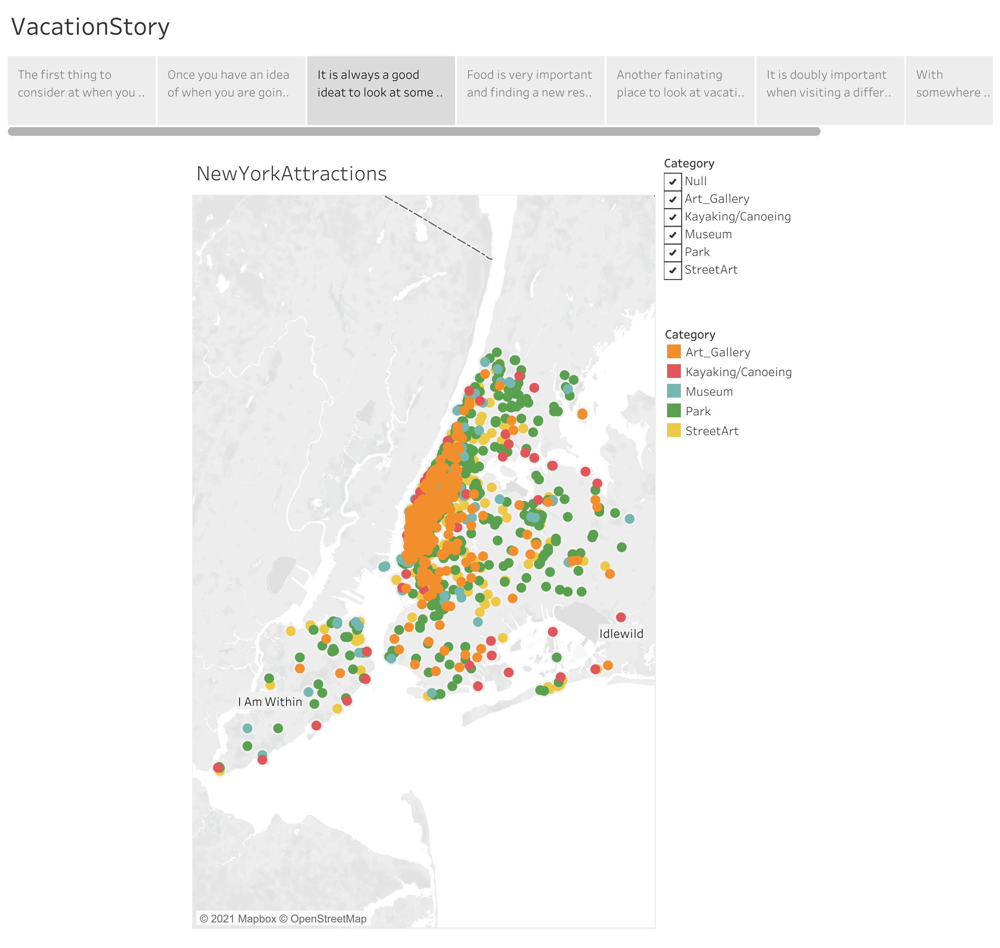 VacationStory
The first thing to
consider at when you ..
Once you have an idea
of when you are goin..
It is always a good
ideat to look at some ..
Food is very important
and finding a new res..
Another faninating
place to look at vacati..
It is doubly important
when visiting a differ..
With
somewhere ..
NewYorkAttractions
Category
Null
Art_Gallery
Kayaking/Canoeing
Museum
Park
StreetArt
Category
Art_Gallery
Kayaking/Canoeing
Museum
Park
StreetArt
Idlewild
I Am Within
© 2021 Mapbox © OpenStreetMap